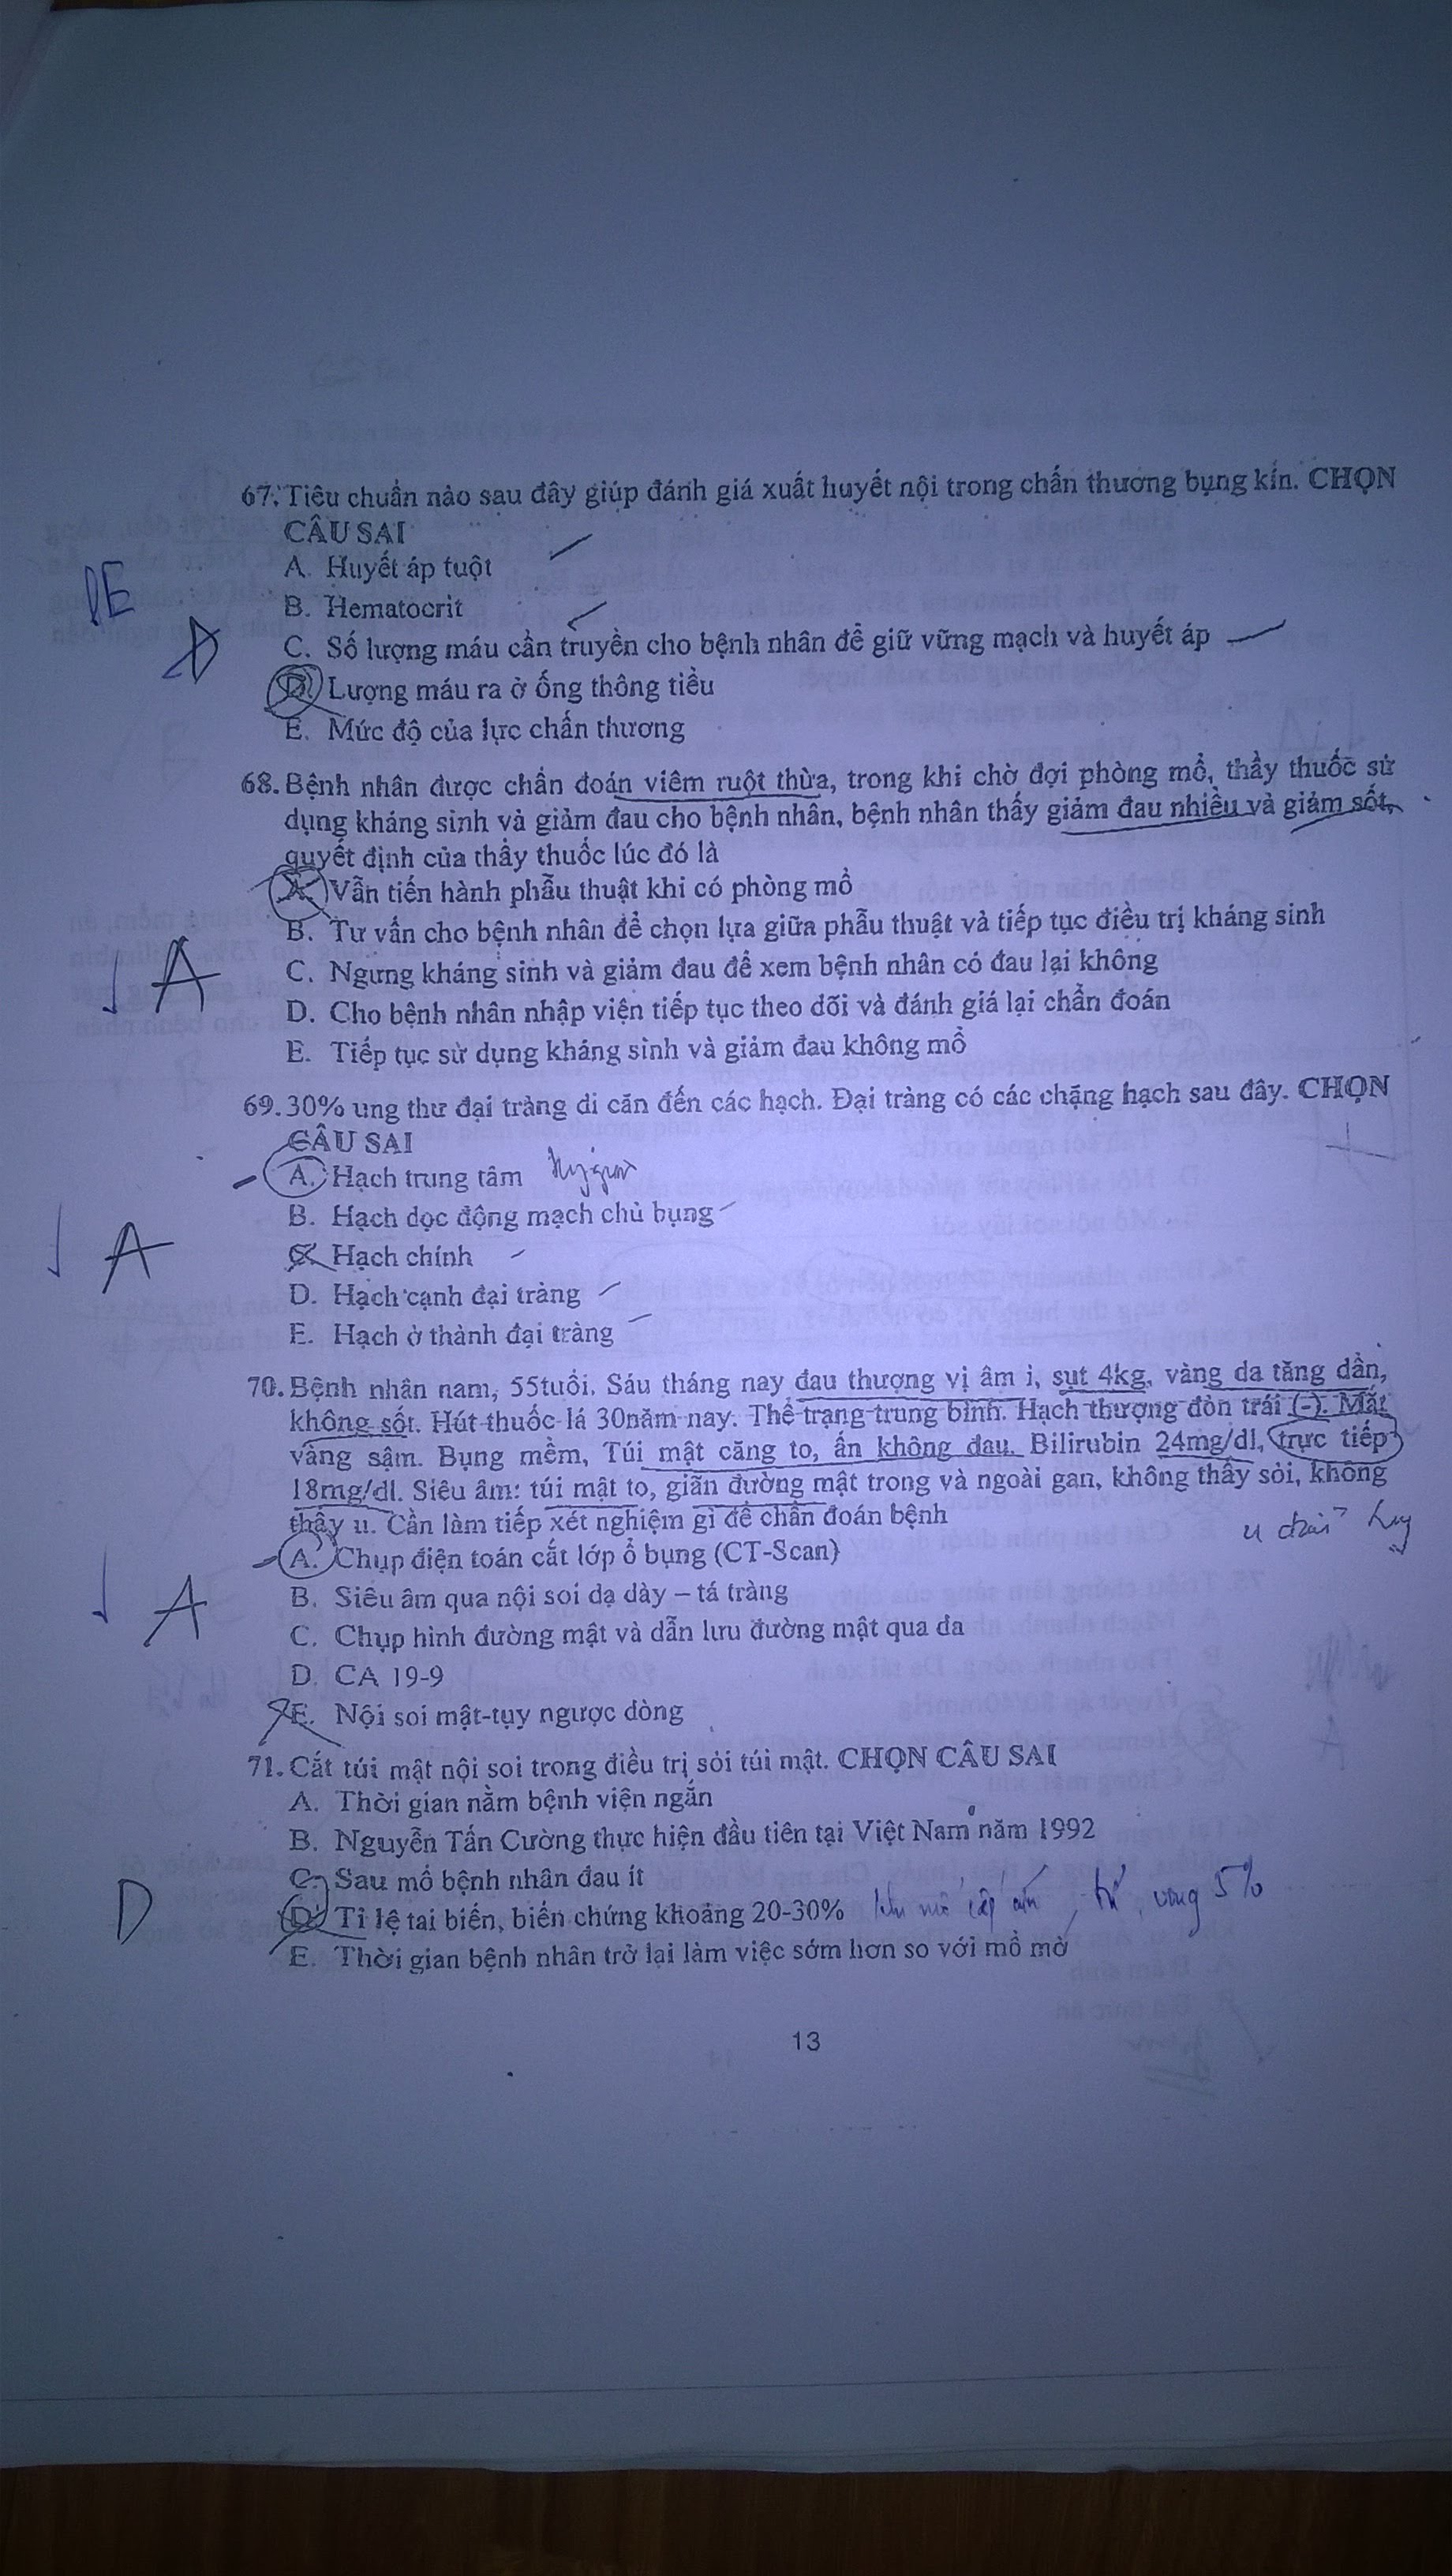 67. Tiêu chuẩn nào sau đây giúp đánh giá xuất huyết nội trong chấn thương bụng kín. CHỌN
CÂU SAI
A. Huyết áp tuột
B. Hematocrit
C. Số lượng máu cần truyền cho bệnh nhân để giữ vững mạch và huyết áp
D. Lượng máu ra ở ống thông tiểu
E. Mức độ của lực chấn thương
E
D
68. Bệnh nhân được chẩn đoán viêm ruột thừa, trong khi chờ đợi phòng mổ, thầy thuốc sử
dụng kháng sinh và giảm đau cho bệnh nhân, bệnh nhân thấy giảm đau nhiều và giảm sốt,
quyết định của thầy thuốc lúc đó là
A. Vẫn tiến hành phẫu thuật khi có phòng mổ
B. Tư vấn cho bệnh nhân để chọn lựa giữa phẫu thuật và tiếp tục điều trị kháng sinh
C. Ngưng kháng sinh và giảm đau để xem bệnh nhân có đau lại không
D. Cho bệnh nhân nhập viện tiếp tục theo dõi và đánh giá lại chẩn đoán
E. Tiếp tục sử dụng kháng sinh và giảm đau không mổ
A
69. 30% ung thư đại tràng di căn đến các hạch. Đại tràng có các chặng hạch sau đây. CHỌN
CÂU SAI
A. Hạch trung tâm
B. Hạch dọc động mạch chủ bụng
C. Hạch chính
D. Hạch cạnh đại tràng
E. Hạch ở thành đại tràng
A
70. Bệnh nhân nam, 55tuổi. Sáu tháng nay đau thượng vị âm ỉ, sụt 4kg, vàng da tăng dần,
không sốt. Hút thuốc lá 30năm nay. Thể trạng trung bình. Hạch thượng đòn trái (-). Mắt
vàng sậm. Bụng mềm, Túi mật căng to, ấn không đau. Bilirubin 24mg/dl, trực tiếp
18mg/dl. Siêu âm: túi mật to, giãn đường mật trong và ngoài gan, không thấy sỏi, không
thấy u. Cần làm tiếp xét nghiệm gì để chẩn đoán bệnh
A. Chụp điện toán cắt lớp ổ bụng (CT-Scan)
B. Siêu âm qua nội soi dạ dày – tá tràng
C. Chụp hình đường mật và dẫn lưu đường mật qua da
D. CA 19-9
E. Nội soi mật-tụy ngược dòng
A
71. Cắt túi mật nội soi trong điều trị sỏi túi mật. CHỌN CÂU SAI
A. Thời gian nằm bệnh viện ngắn
B. Nguyễn Tấn Cường thực hiện đầu tiên tại Việt Nam năm 1992
C. Sau mổ bệnh nhân đau ít
D. Tỉ lệ tai biến, biến chứng khoảng 20-30% vong 5%
E. Thời gian bệnh nhân trở lại làm việc sớm hơn so với mổ mở
D
13